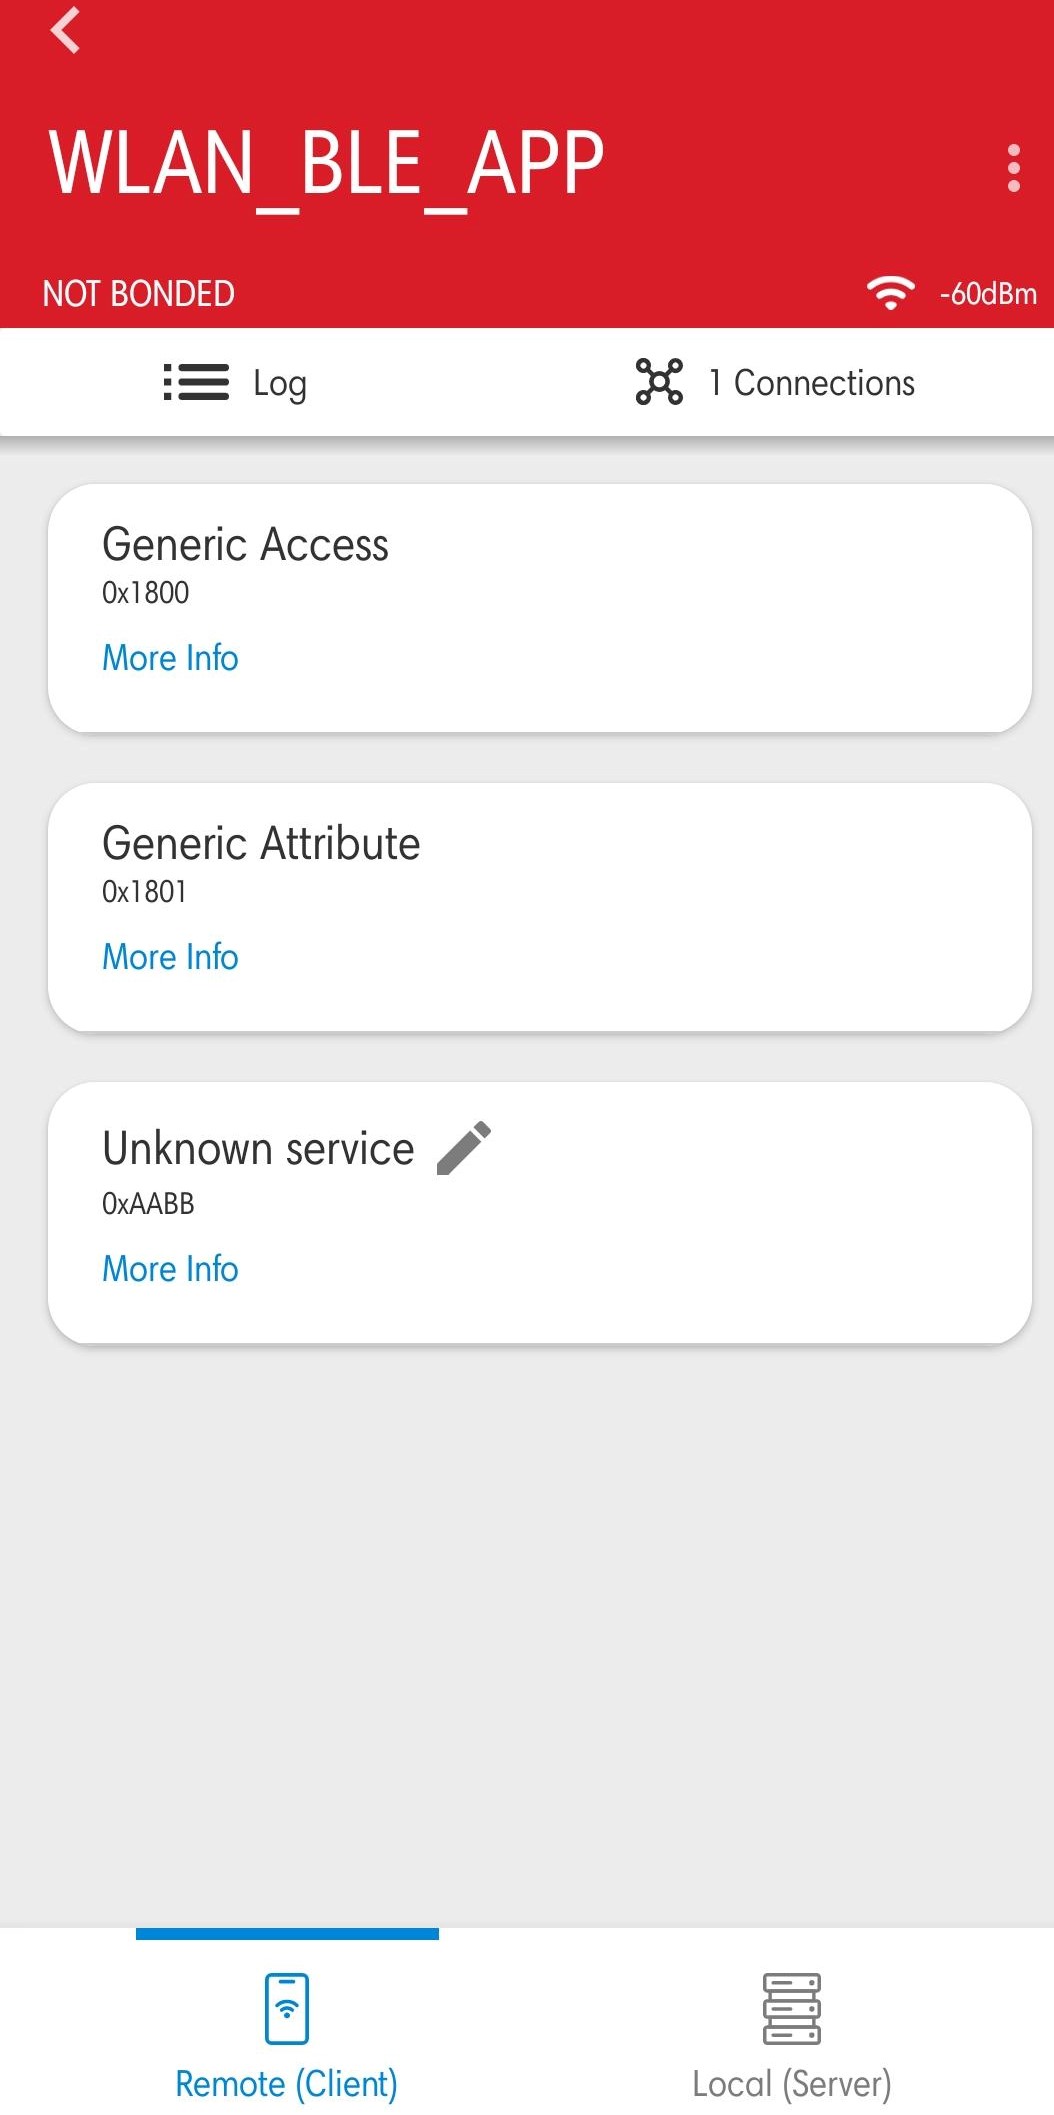 WLAN_BLE_APP
NOT BONDED
-60dBm
Log
1 Connections
Generic Access
0x1800
More Info
Generic Attribute
0x1801
More Info
Unknown service
0xAABB
More Info
Remote (Client)
Local (Server)